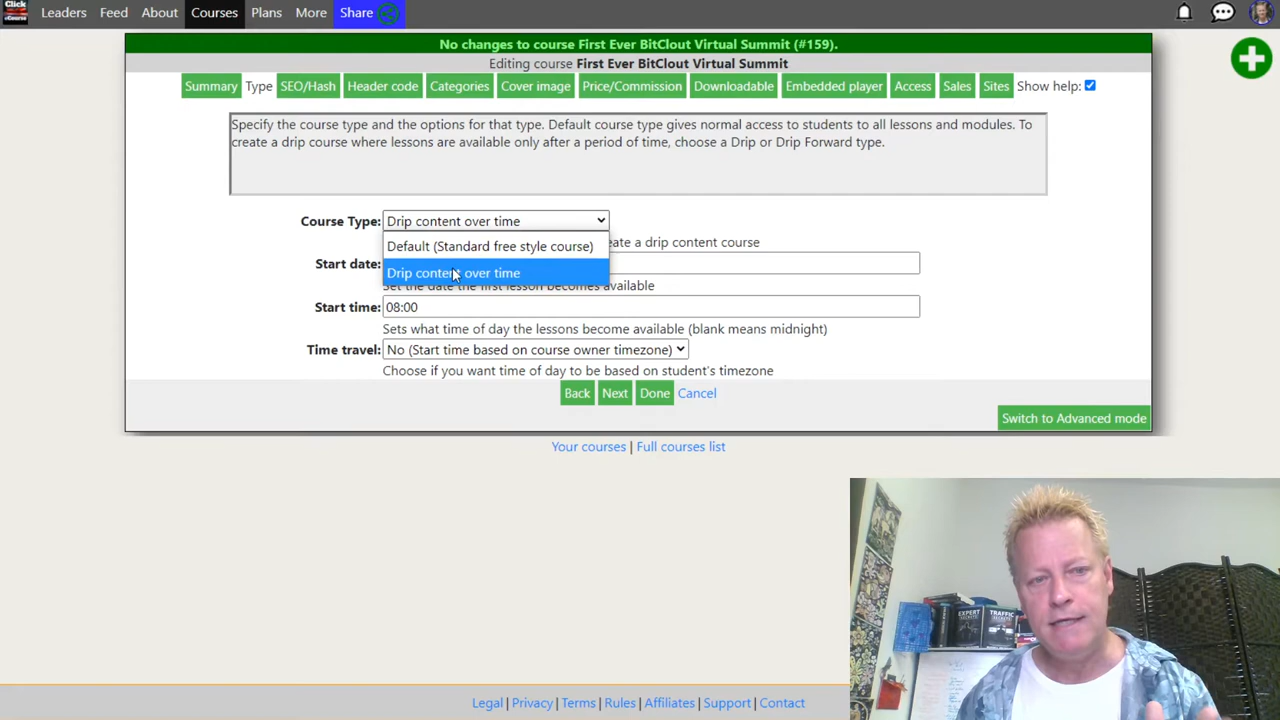 Click
eCourse
Leaders Feed About Courses Plans More Share
No changes to course First Ever BitClout Virtual Summit (#159).
Editing course First Ever BitClout Virtual Summit
Summary Type SEO/Hash Header code Categories Cover image Price/Commission Downloadable Embedded player Access Sales Sites Show help:
Specify the course type and the options for that type. Default course type gives normal access to students to all lessons and modules. To
create a drip course where lessons are available only after a period of time, choose a Drip or Drip Forward type.
Course Type: Drip content over time
Default (Standard free style course) eate a drip content course
Start date: Drip content over time
Set the date the first lesson becomes available
Start time: 08:00
Sets what time of day the lessons become available (blank means midnight)
Time travel: No (Start time based on course owner timezone)
Choose if you want time of day to be based on student's timezone
Back Next Done Cancel
Switch to Advanced mode
Your courses | Full courses list
EXPERT
SECRETS
TRAFFIC
SECRETS
Legal | Privacy | Terms | Rules | Affiliates | Support | Contact